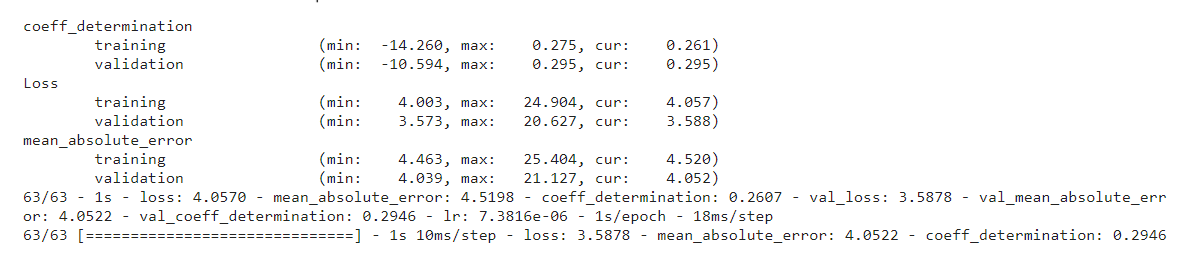 coeff_determination
training (min: -14.260, max: 0.275, cur: 0.261)
validation (min: -10.594, max: 0.295, cur: 0.295)
Loss
training (min: 4.003, max: 24.904, cur: 4.057)
validation (min: 3.573, max: 20.627, cur: 3.588)
mean_absolute_error
training (min: 4.463, max: 25.404, cur: 4.520)
validation (min: 4.039, max: 21.127, cur: 4.052)
63/63 - 1s - loss: 4.0570 - mean_absolute_error: 4.5198 - coeff_determination: 0.2607 - val_loss: 3.5878 - val_mean_absolute_err
or: 4.0522 - val_coeff_determination: 0.2946 - lr: 7.3816e-06 - 1s/epoch - 18ms/step
63/63 [==============================] - 1s 10ms/step - loss: 3.5878 - mean_absolute_error: 4.0522 - coeff_determination: 0.2946